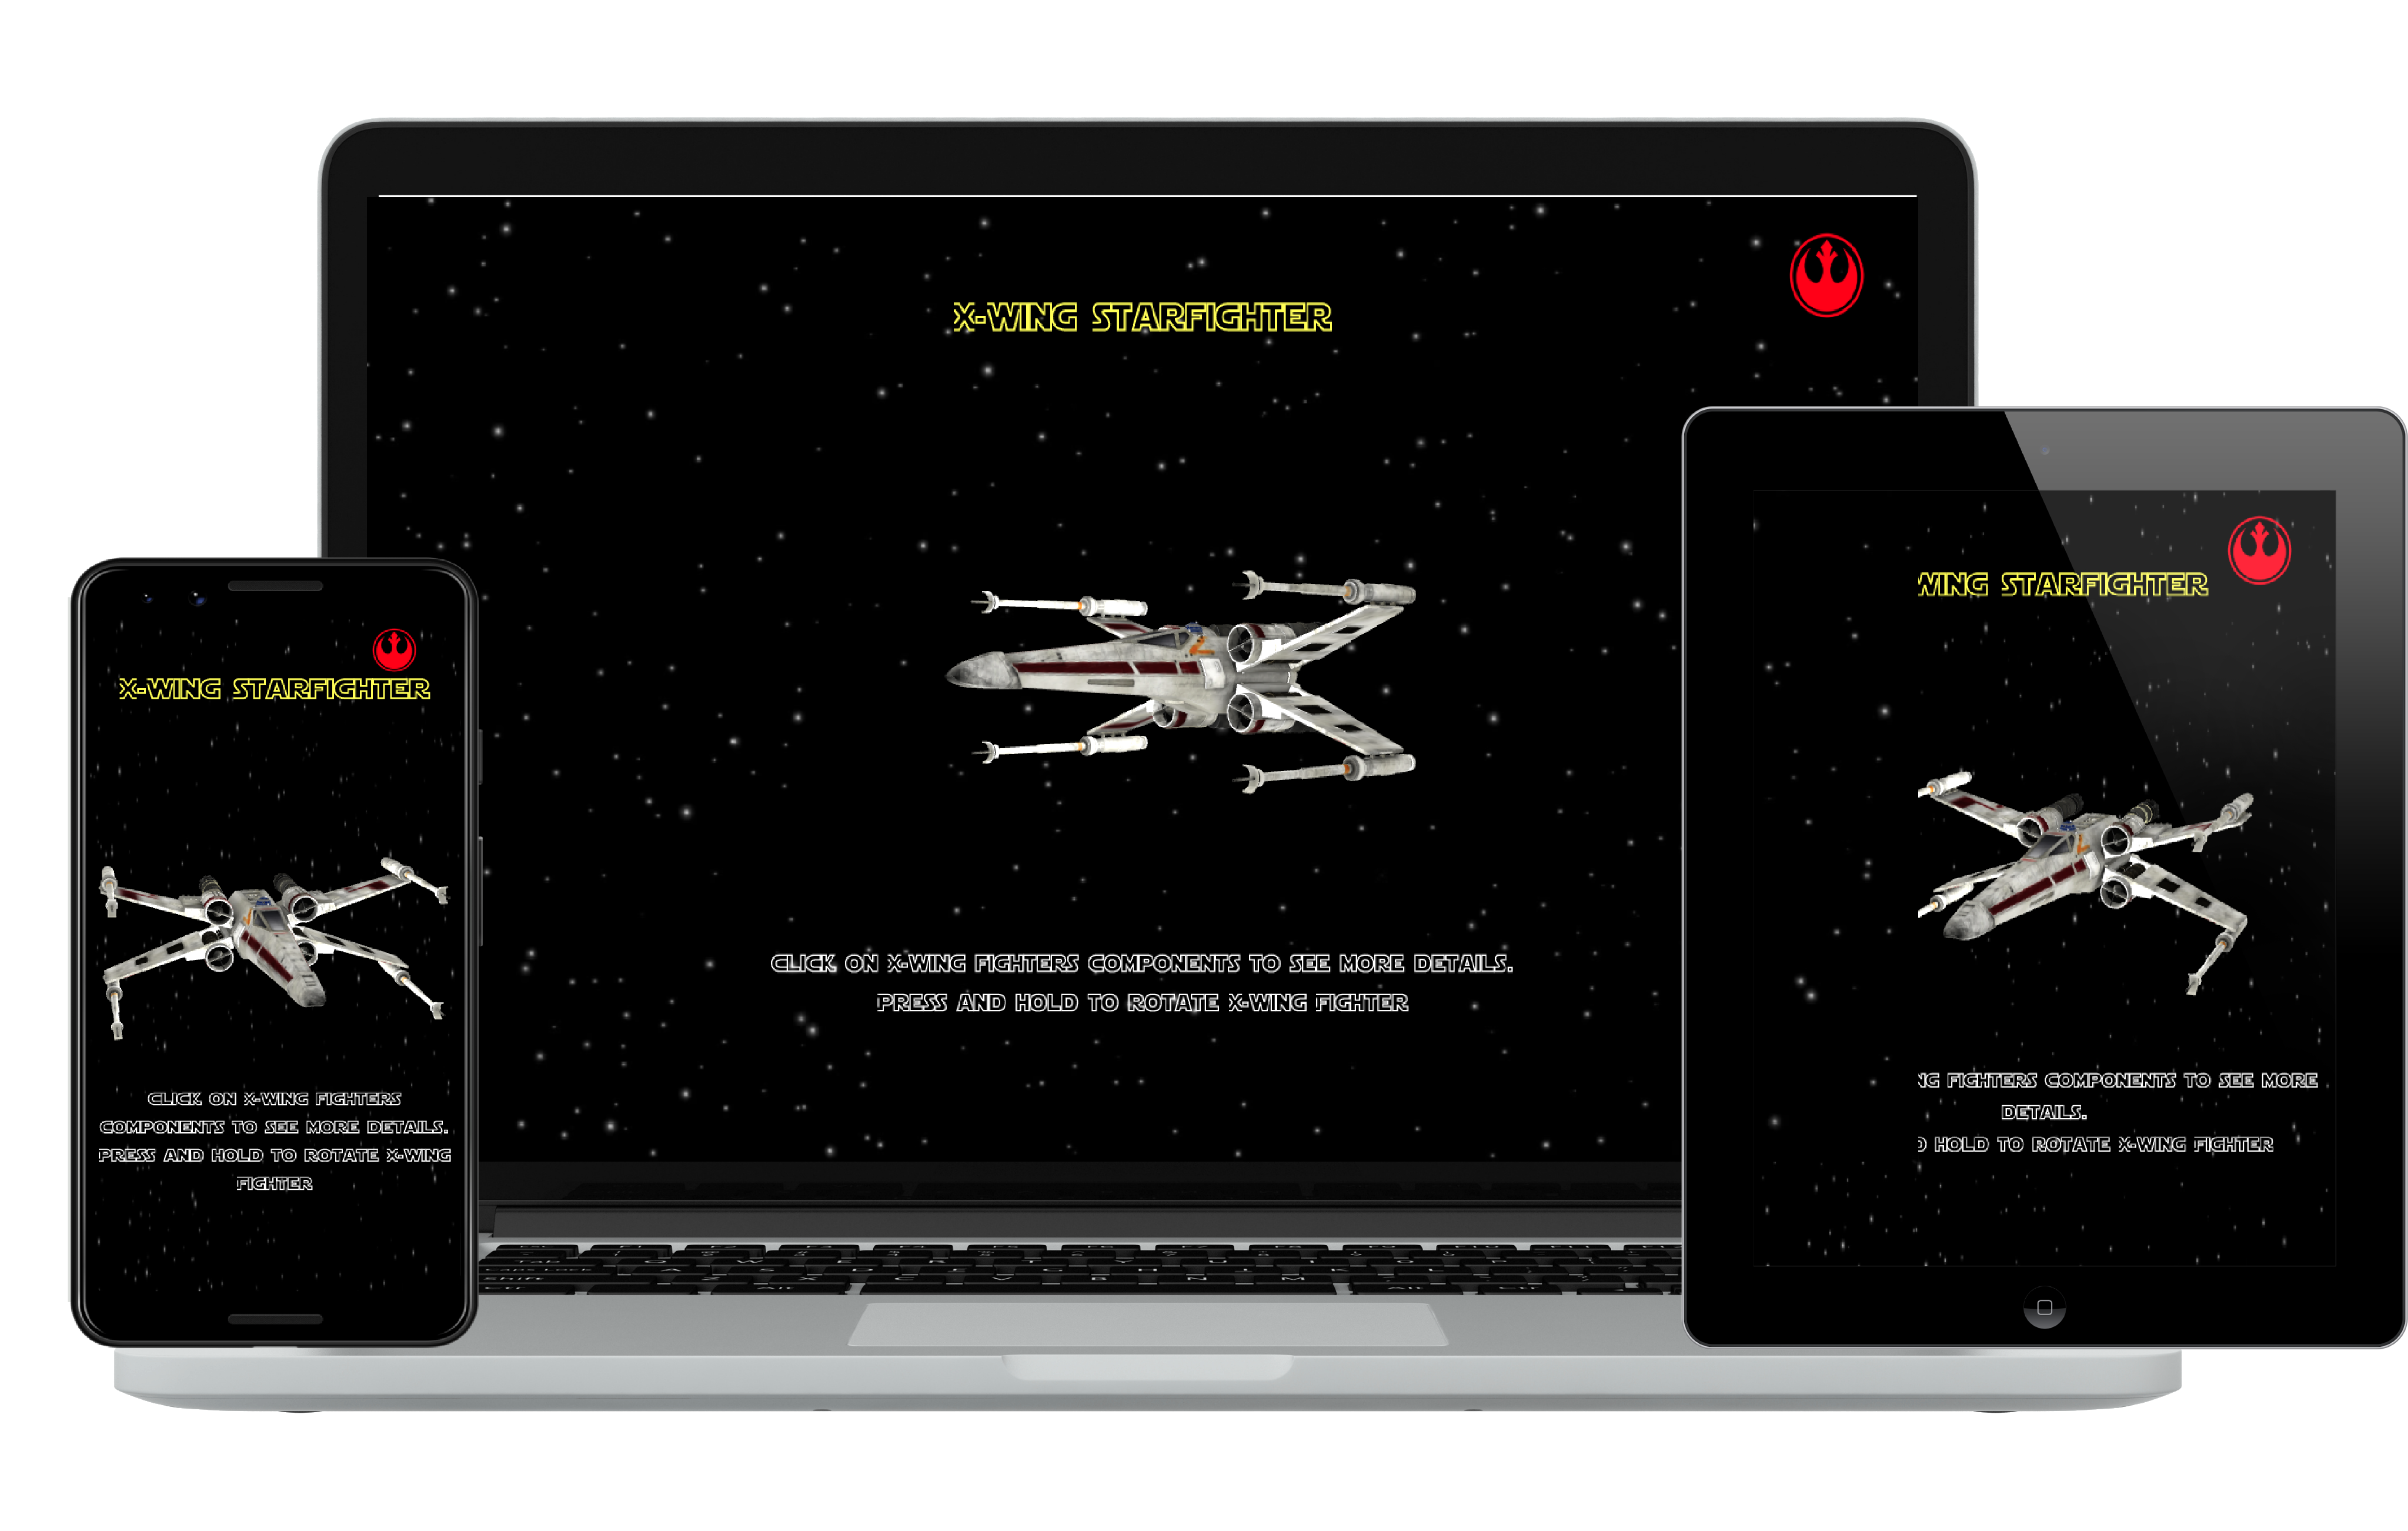 X-WING STARFIGHTER
CLICK ON X-WING FIGHTERS COMPONENTS TO SEE MORE DETAILS.
PRESS AND HOLD TO ROTATE X-WING FIGHTER
X-WING STARFIGHTER
CLICK ON X-WING FIGHTERS
COMPONENTS TO SEE MORE DETAILS.
PRESS AND HOLD TO ROTATE X-WING
FIGHTER
WING STARFIGHTER
NG FIGHTERS COMPONENTS TO SEE MORE
DETAILS.
D HOLD TO ROTATE X-WING FIGHTER